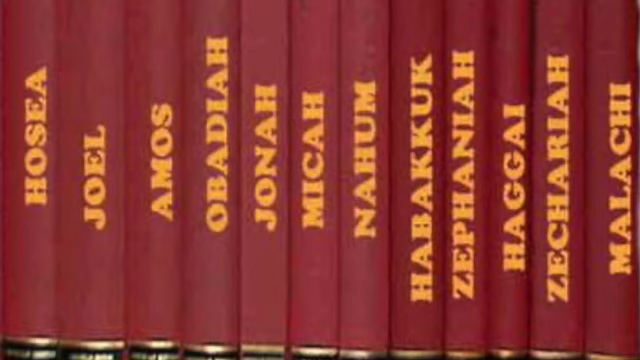 HOSEA
JOEL
AMOS
OBADIAH
JONAH
MICAH
NAHUM
HABAKKUK
ZEPHANIAH
HAGGAI
ZECHARIAH
MALACHI